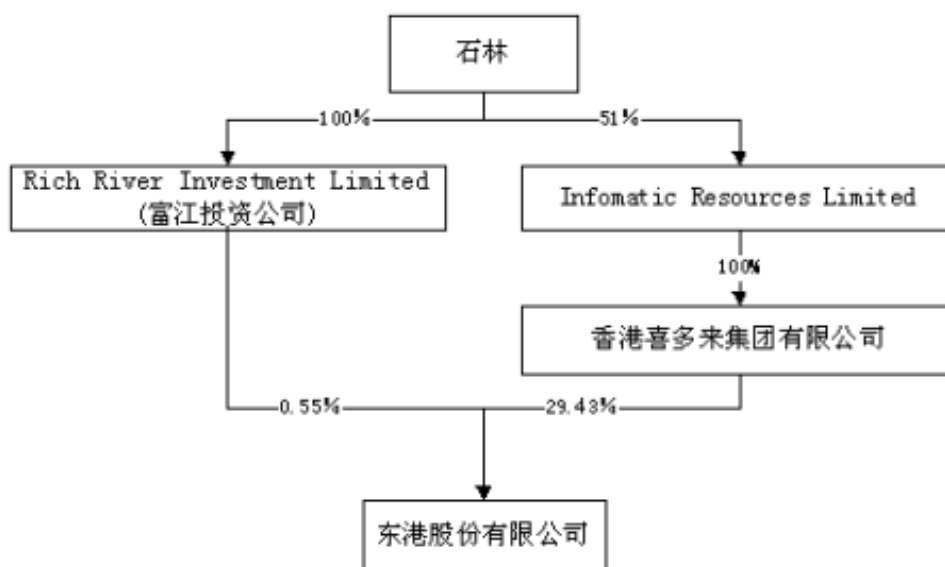 石林
100%
51%
Rich River Investment Limited
(富江投资公司)
Infomatic Resources Limited
100%
香港喜多来集团有限公司
0.55%
29.43%
东港股份有限公司